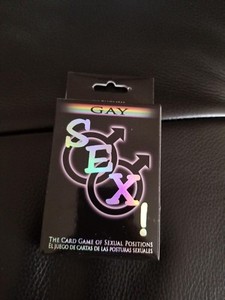 GAY
SEX!
THE CARD GAME OF SEXUAL POSITIONS
EL JUEGO DE CARTAS DE LAS POSTURAS SEXUALES